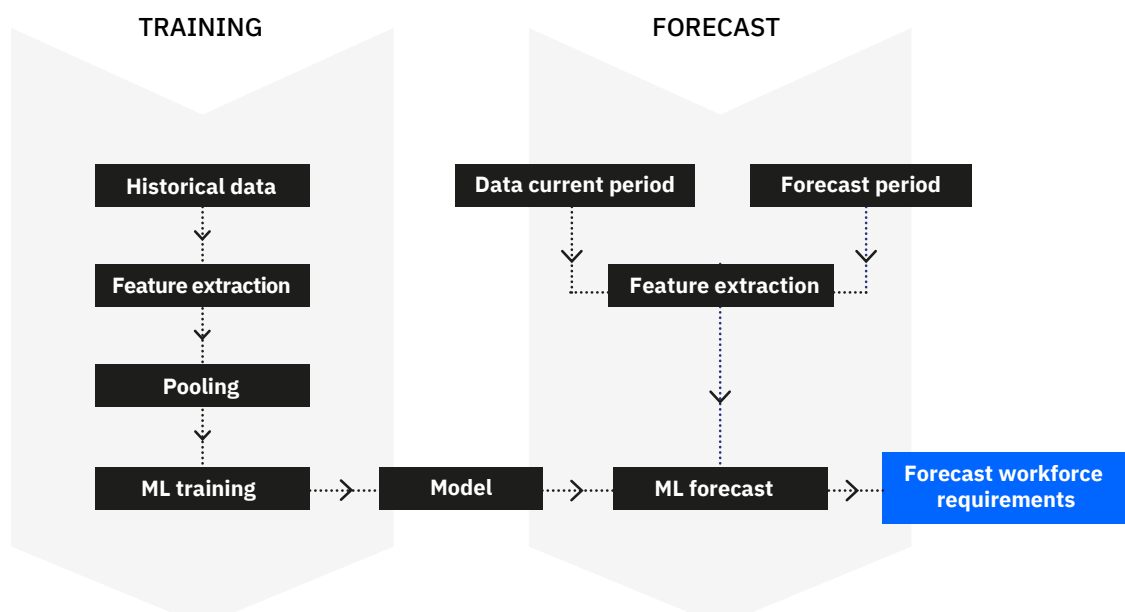 TRAINING
FORECAST
Historical data
Data current period
Forecast period
Feature extraction
Feature extraction
Pooling
ML training
Model
ML forecast
Forecast workforce
requirements